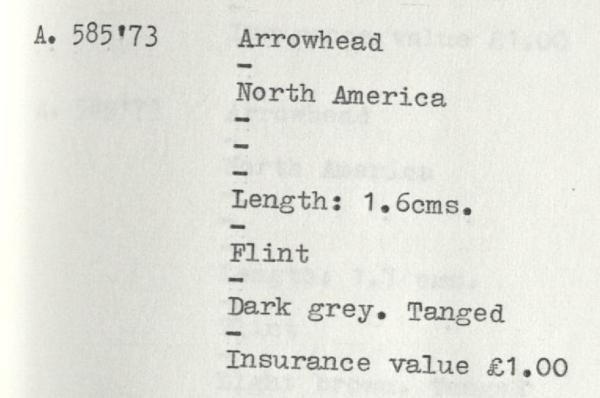 A. 585'73 Arrowhead
-
North America
-
-
-
Length: 1.6cms.
-
Flint
-
Dark grey. Tanged
-
Insurance value £1.00